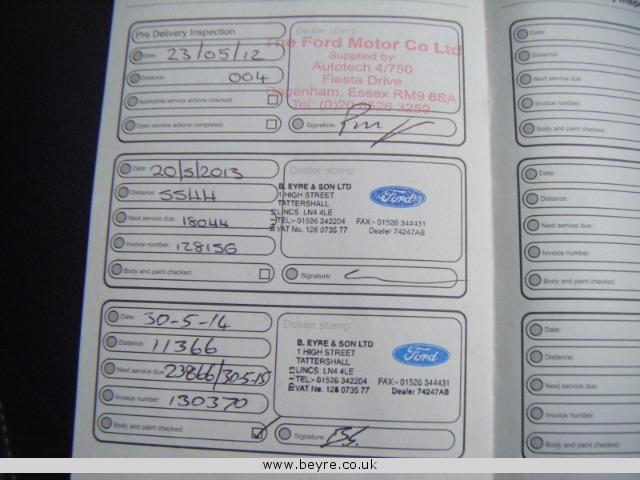 Pre Delivery Inspection
Date: 23/05/12
Distance: 004
Applicable service actions checked:
Open service actions completed:
Dealer stamp
The Ford Motor Co Ltd
Supplied by:
Autotech 4/750
Fiesta Drive
Dagenham, Essex RM9 6SA
Tel: (0)20 8526 3259
Signature:
Date: 20/5/2013
Distance: 5544
Next service due: 18044
Invoice number: 128156
Body and paint checked:
Dealer stamp
B. EYRE & SON LTD
1 HIGH STREET
TATTERSHALL
LINCS LN4 4LE
TEL:- 01526 342204 FAX:- 01526 344431
VAT No. 128 0735 77 Dealer 74247AB
Ford
Signature:
Date: 30-5-14
Distance: 11366
Next service due: 23866/30-5-15
Invoice number: 130370
Body and paint checked:
Dealer stamp
B. EYRE & SON LTD
1 HIGH STREET
TATTERSHALL
LINCS LN4 4LE
TEL:- 01526 342204 FAX:- 01526 344431
VAT No. 128 0735 77 Dealer 74247AB
Ford
Signature:
Date:
Distance:
Next service due:
Invoice number:
Body and paint checked:
Date:
Distance:
Next service due:
Invoice number:
Body and paint checked:
Date:
Distance:
Next service due:
Invoice number:
Body and paint checked:
www.beyre.co.uk